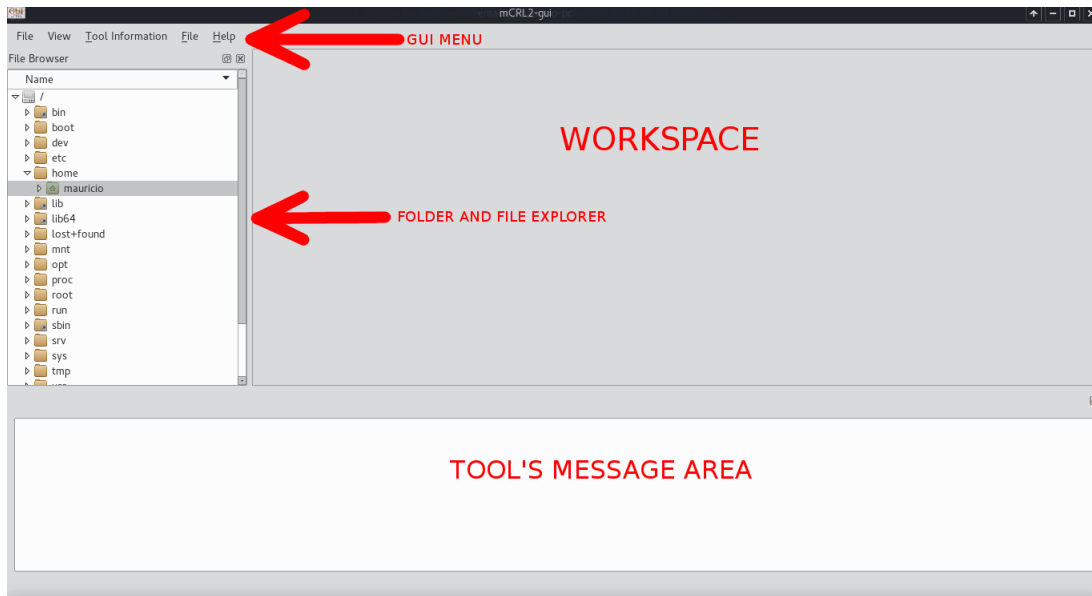 mCRL2-gui
File View Tool Information File Help
GUI MENU
File Browser
Name
/
bin
boot
dev
etc
home
mauricio
lib
lib64
lost+found
mnt
opt
proc
root
run
sbin
srv
sys
tmp
WORKSPACE
FOLDER AND FILE EXPLORER
TOOL'S MESSAGE AREA